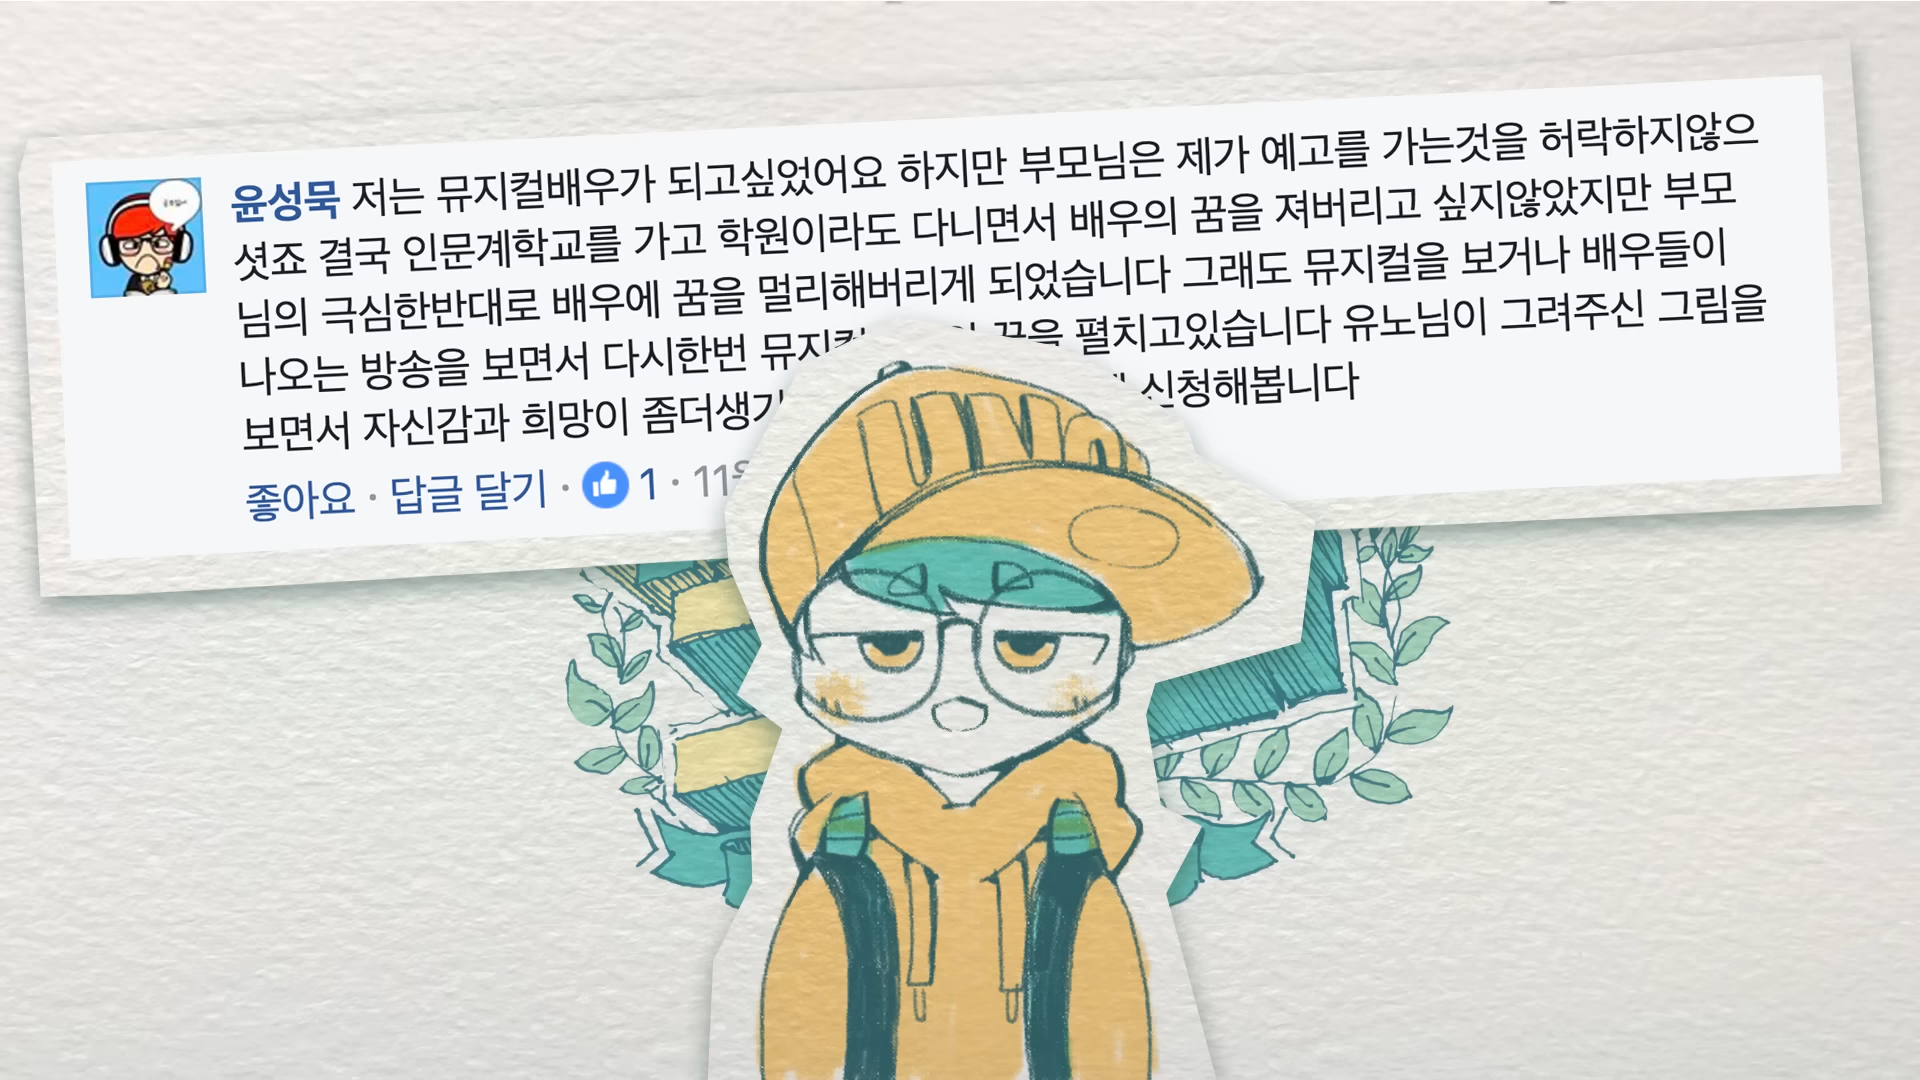 윤성묵 저는 뮤지컬배우가 되고싶었어요 하지만 부모님은 제가 예고를 가는것을 허락하지않으
셧죠 결국 인문계학교를 가고 학원이라도 다니면서 배우의 꿈을 져버리고 싶지않았지만 부모
님의 극심한반대로 배우에 꿈을 멀리해버리게 되었습니다 그래도 뮤지컬을 보거나 배우들이
나오는 방송을 보면서 다시한번 꿈을 펼치고있습니다 유노님이 그려주신 그림을
보면서 자신감과 희망이 신청해봅니다
좋아요 · 답글 달기 · 1 ·
UNO